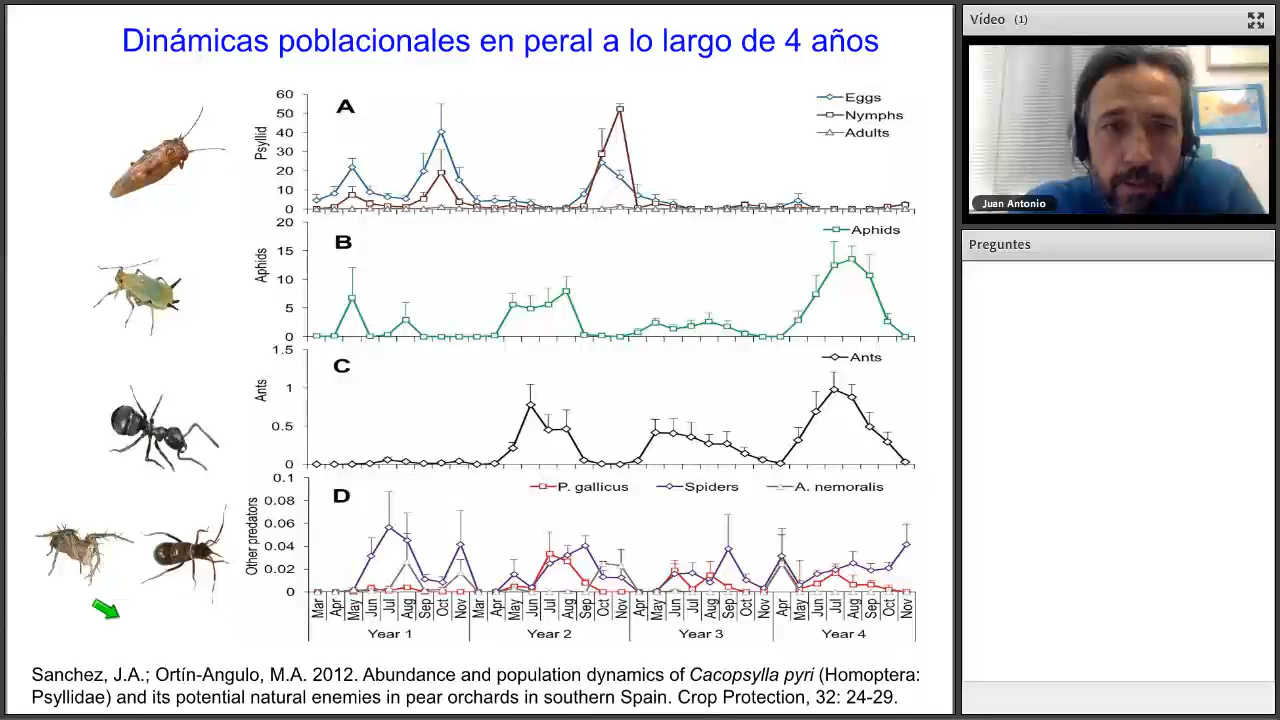 Dinámicas poblacionales en peral a lo largo de 4 años
A
Psyllid
60
50
40
30
20
10
0
Eggs
Nymphs
Adults
B
Aphids
20
15
10
5
0
Aphids
C
Ants
1.5
1
0.5
0
Ants
D
Other predators
0.1
0.08
0.06
0.04
0.02
0
P. gallicus Spiders A. nemoralis
Mar Apr May Jun Jul Aug Sep Oct Nov Mar Apr May Jun Jul Aug Sep Oct Nov Apr May Jun Jul Aug Sep Oct Nov Apr May Jun Jul Aug Sep Oct Nov
Year 1 Year 2 Year 3 Year 4
Sanchez, J.A.; Ortín-Angulo, M.A. 2012. Abundance and population dynamics of Cacopsylla pyri (Homoptera:
Psyllidae) and its potential natural enemies in pear orchards in southern Spain. Crop Protection, 32: 24-29.
Vídeo (1)
Juan Antonio
Preguntes